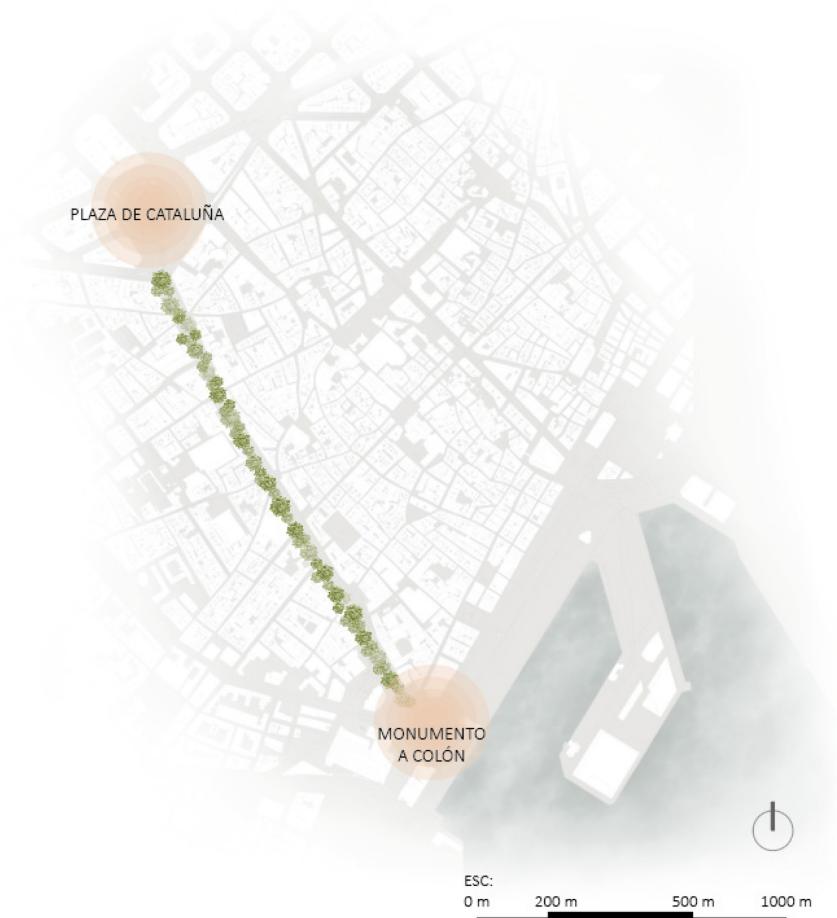 PLAZA DE CATALUÑA
MONUMENTO
A COLÓN
ESC:
0 m 200 m 500 m 1000 m